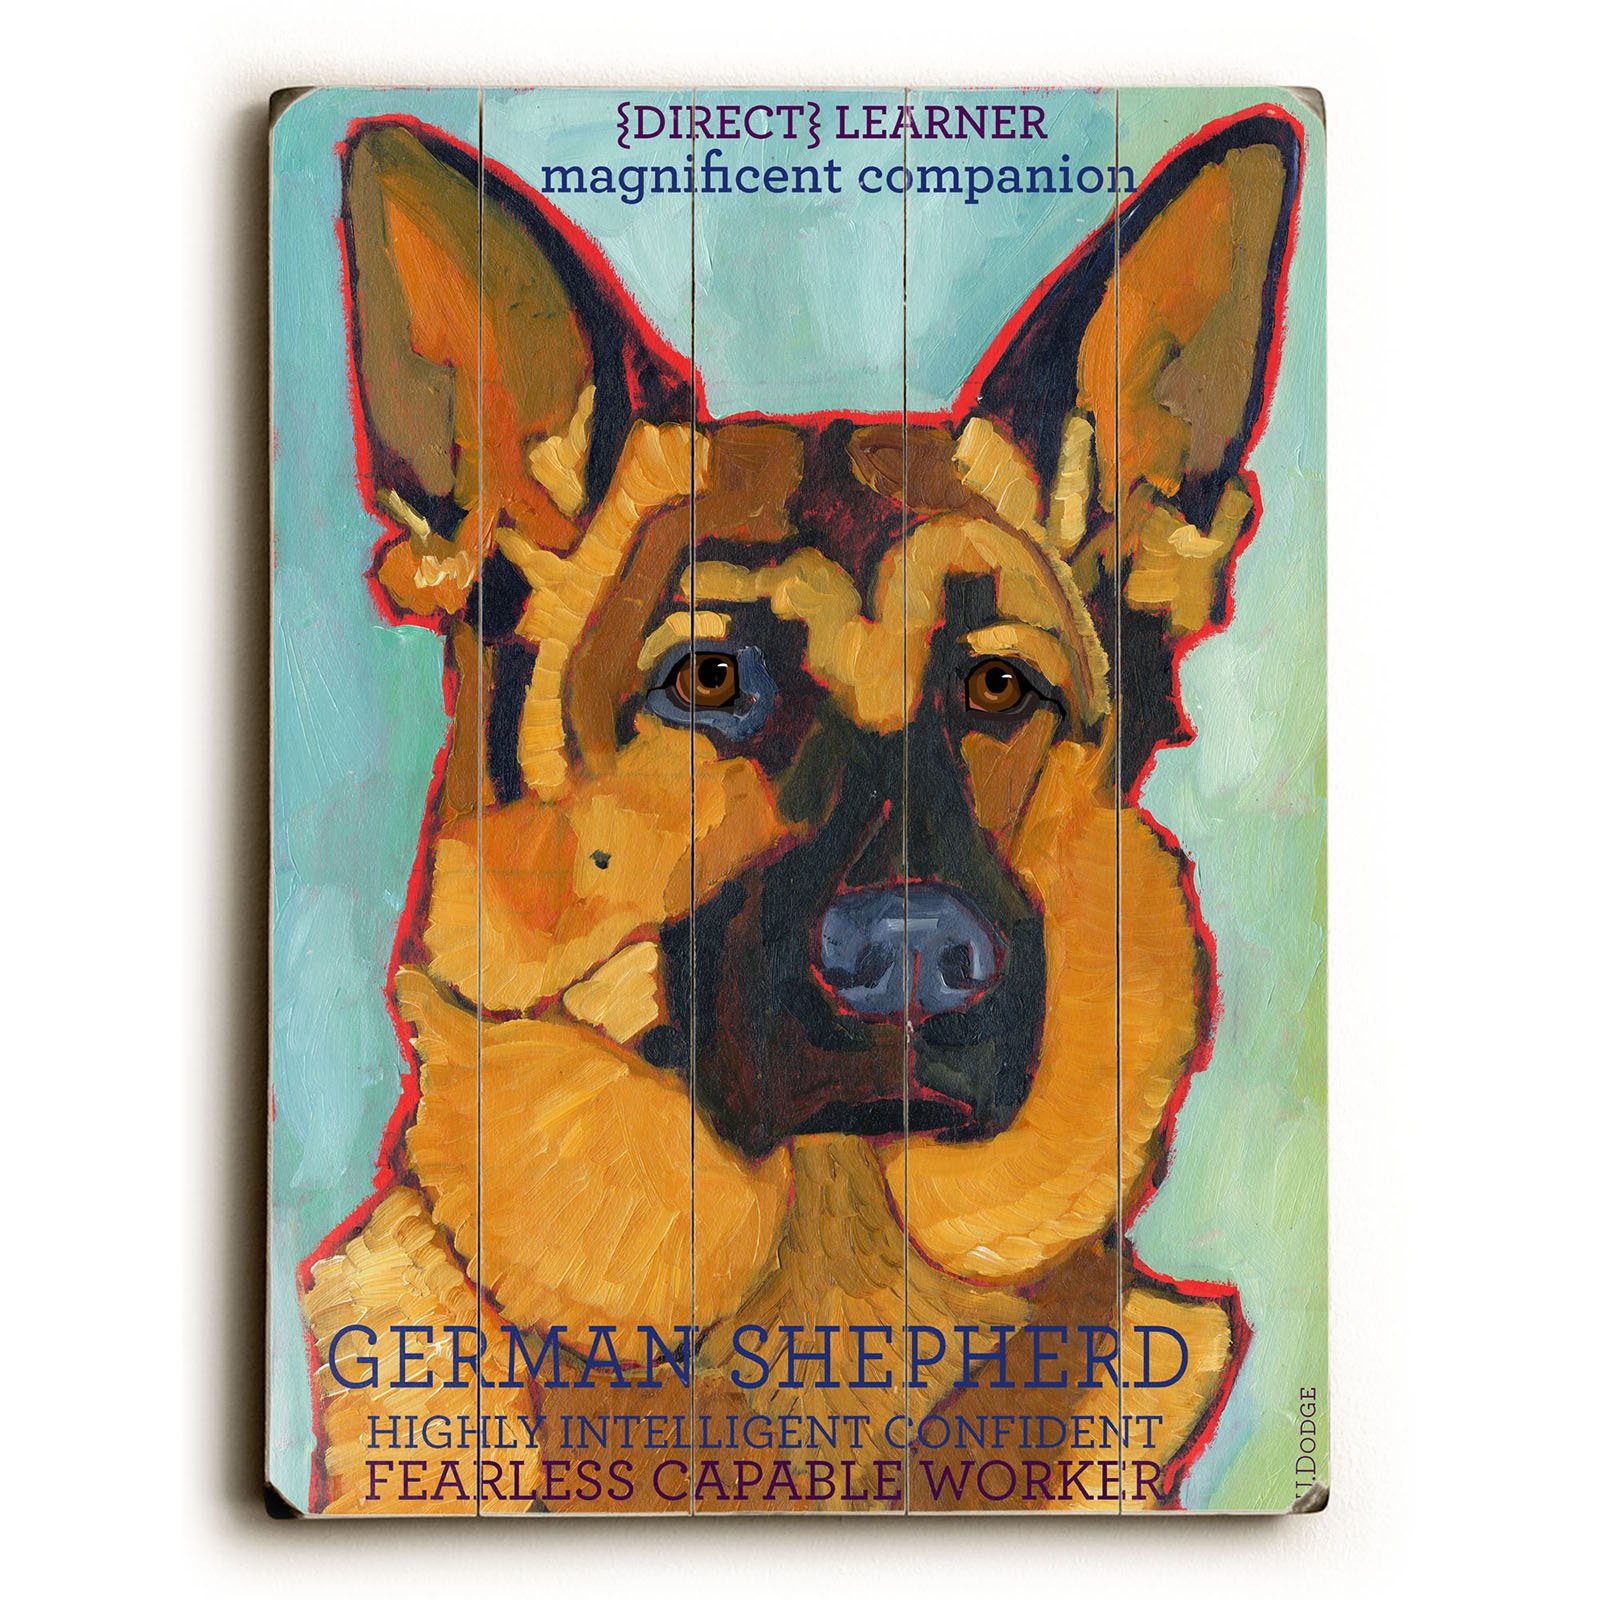 {DIRECT} LEARNER
magnificent companion
GERMAN SHEPHERD
HIGHLY INTELLIGENT CONFIDENT
FEARLESS CAPABLE WORKER
U.DODGE